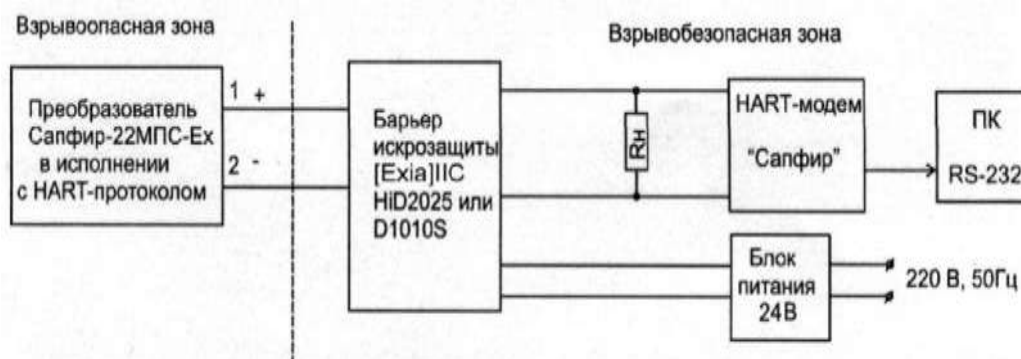 Взрывоопасная зона
Взрывобезопасная зона
Преобразователь
Сапфир-22МПС-Ex
в исполнении
с HART-протоколом
1 +
2 -
Барьер
искрозащиты
[Exia]IIC
HiD2025 или
D1010S
Rн
HART-модем
"Сапфир"
ПК
RS-232
Блок
питания
24В
220 В, 50Гц